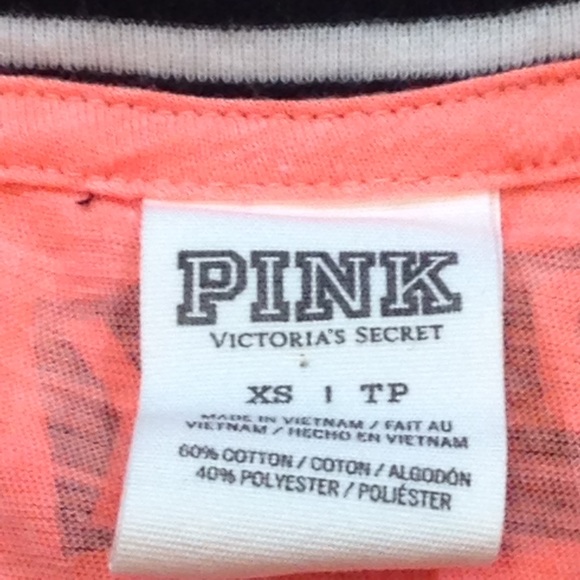 PINK
VICTORIA'S SECRET
XS | TP
MADE IN VIETNAM / FAIT AU
VIETNAM / HECHO EN VIETNAM
60% COTTON / COTON / ALGODÓN
40% POLYESTER / POLIÉSTER